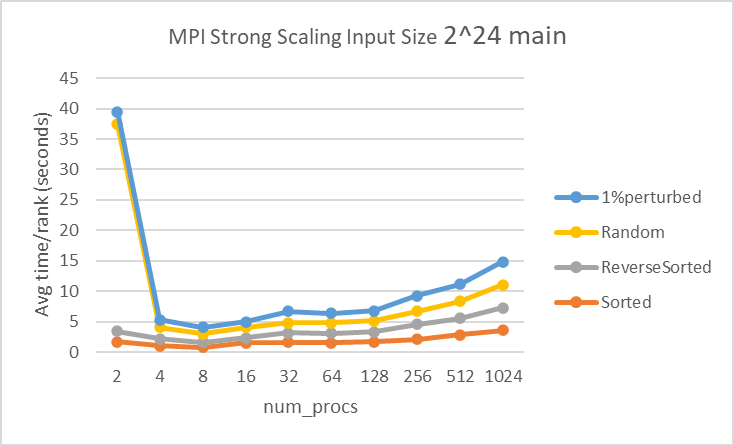 MPI Strong Scaling Input Size 2^24 main
45
40
35
30
25
20
15
10
5
0
Avg time/rank (seconds)
2 4 8 16 32 64 128 256 512 1024
num_procs
1%perturbed
Random
ReverseSorted
Sorted